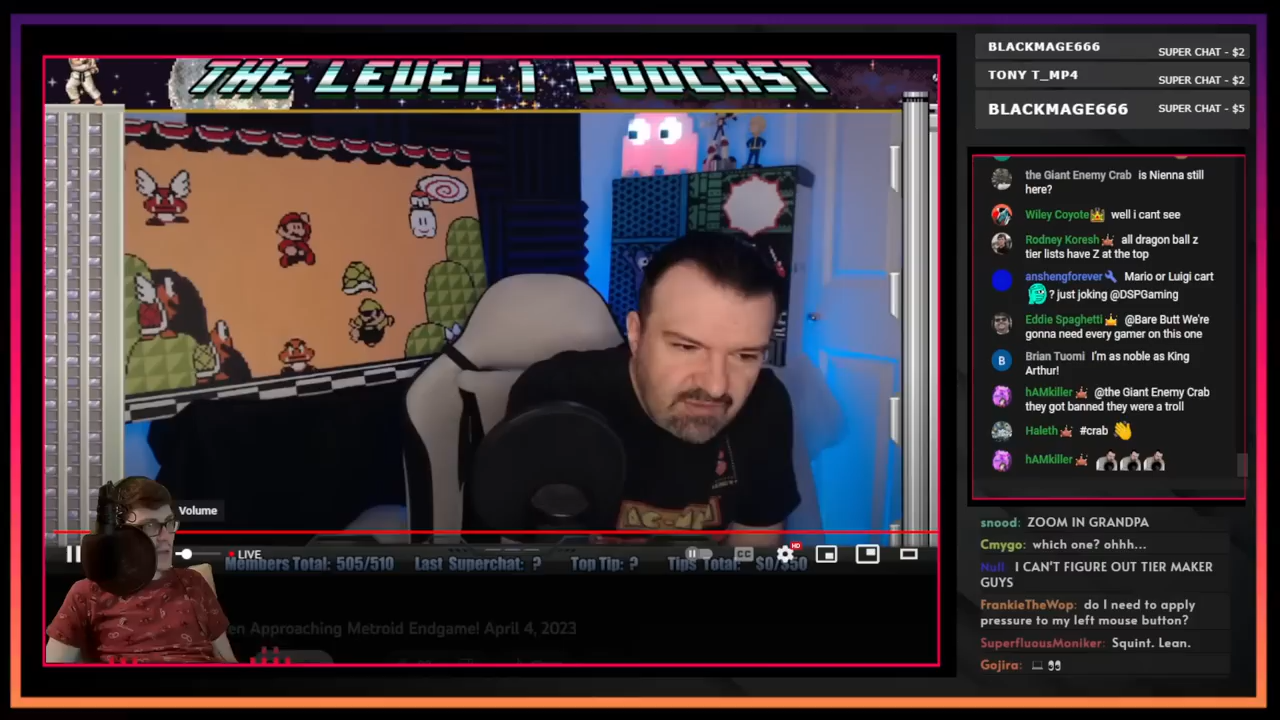 THE LEVEL 1 PODCAST
Volume
LIVE
CC
HD
Members Total: 505/510 Last Superchat: ? Top Tip: ? Tips Total: $0/$50
en Approaching Metroid Endgame! April 4, 2023
BLACKMAGE666 SUPER CHAT - $2
TONY T_MP4 SUPER CHAT - $2
BLACKMAGE666 SUPER CHAT - $5
the Giant Enemy Crab is Nienna still
here?
Wiley Coyote well i cant see
Rodney Koresh all dragon ball z
tier lists have Z at the top
anshengforever Mario or Luigi cart
? just joking @DSPGaming
Eddie Spaghetti @Bare Butt We're
gonna need every gamer on this one
B
Brian Tuomi I'm as noble as King
Arthur!
hAMkiller @the Giant Enemy Crab
they got banned they were a troll
Haleth #crab
hAMkiller
snood: ZOOM IN GRANDPA
Cmygo: which one? ohhh...
Null I CAN'T FIGURE OUT TIER MAKER
GUYS
FrankieTheWop: do I need to apply
pressure to my left mouse button?
SuperfluousMoniker: Squint. Lean.
Gojira: